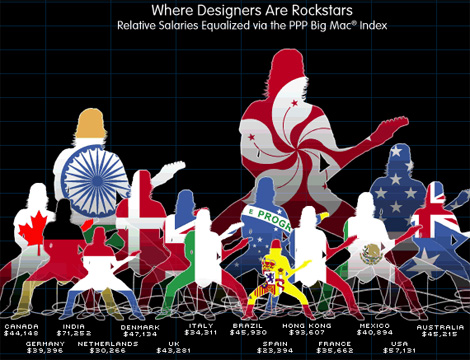 Where Designers Are Rockstars
Relative Salaries Equalized via the PPP Big Mac® Index
E PROGR
CANADA INDIA DENMARK ITALY BRAZIL HONG KONG MEXICO AUSTRALIA
$44,148 $71,252 $47,134 $34,311 $45,930 $93,607 $40,894 $45,215
GERMANY NETHERLANDS UK SPAIN FRANCE USA
$39,396 $30,266 $43,281 $23,394 $35,662 $57,131